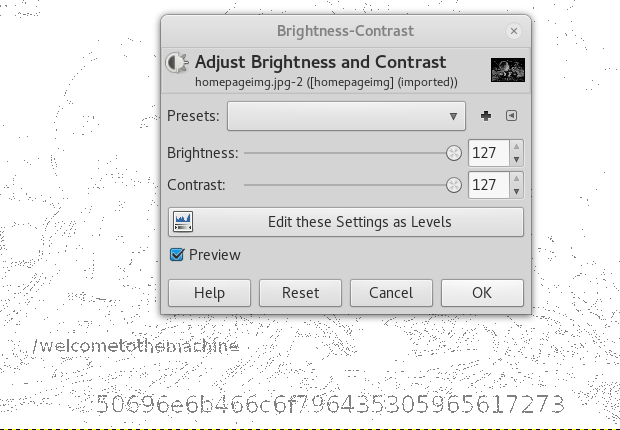 Brightness-Contrast
Adjust Brightness and Contrast
homepageimg.jpg-2 ([homepageimg] (imported))
Presets:
Brightness: 127
Contrast: 127
Edit these Settings as Levels
Preview
Help Reset Cancel OK
/welcometothemachine
50696e6b466c6f796435305965617273